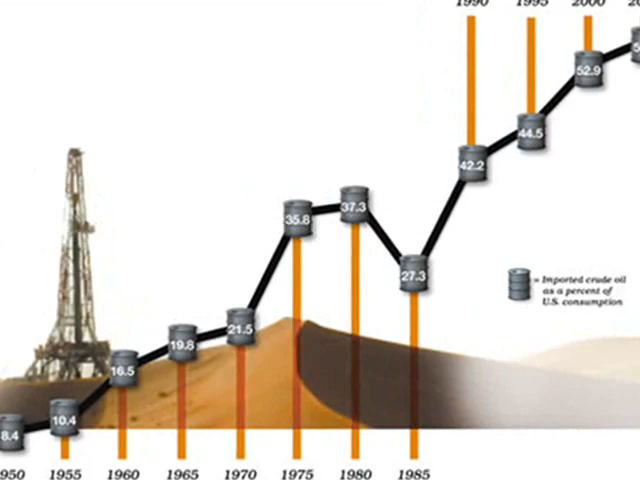 1990 1995 2000
52.9
44.5
42.2
37.3
35.8
27.3
= Imported crude oil
as a percent of
U.S. consumption
21.5
19.8
16.5
10.4
8.4
950 1955 1960 1965 1970 1975 1980 1985